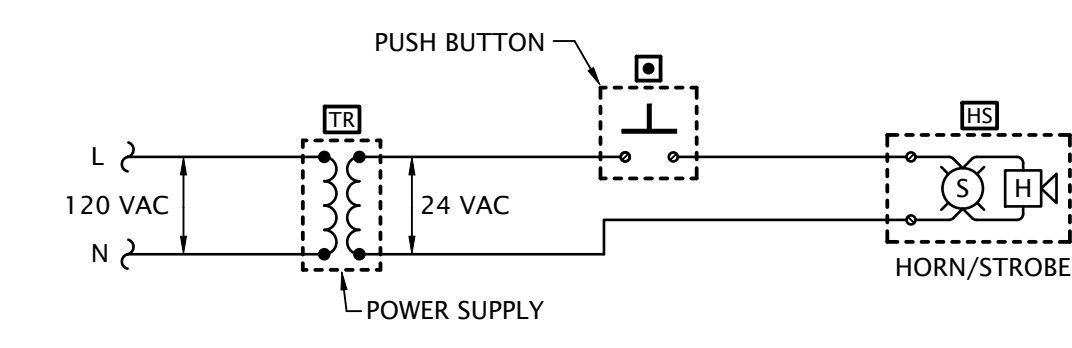 PUSH BUTTON
TR
HS
L
120 VAC
24 VAC
S
H
N
HORN/STROBE
POWER SUPPLY